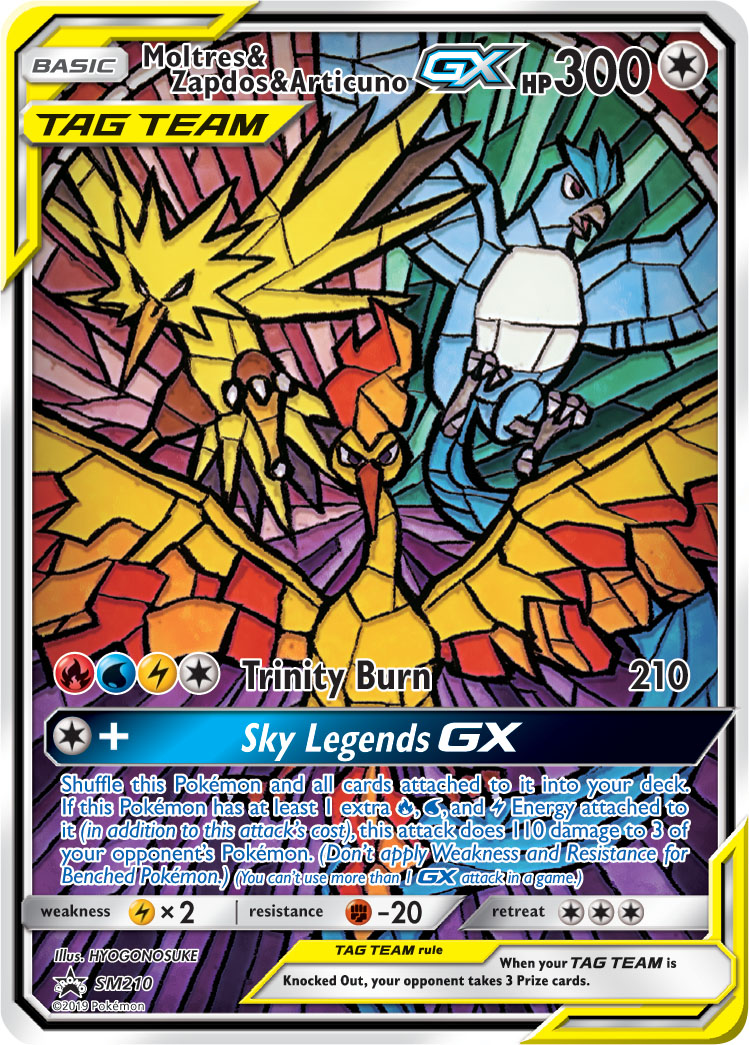 BASIC
Moltres&
Zapdos&Articuno GX HP300
TAG TEAM
Trinity Burn 210
+ Sky Legends GX
Shuffle this Pokémon and all cards attached to it into your deck.
If this Pokémon has at least 1 extra , , and Energy attached to
it (in addition to this attack's cost), this attack does 110 damage to 3 of
your opponent's Pokémon. (Don't apply Weakness and Resistance for
Benched Pokémon.) (You can't use more than 1 GX attack in a game.)
weakness ×2 resistance -20 retreat
Illus. HYOGONOSUKE
TAG TEAM rule
When your TAG TEAM is
Knocked Out, your opponent takes 3 Prize cards.
SM210
©2019 Pokémon